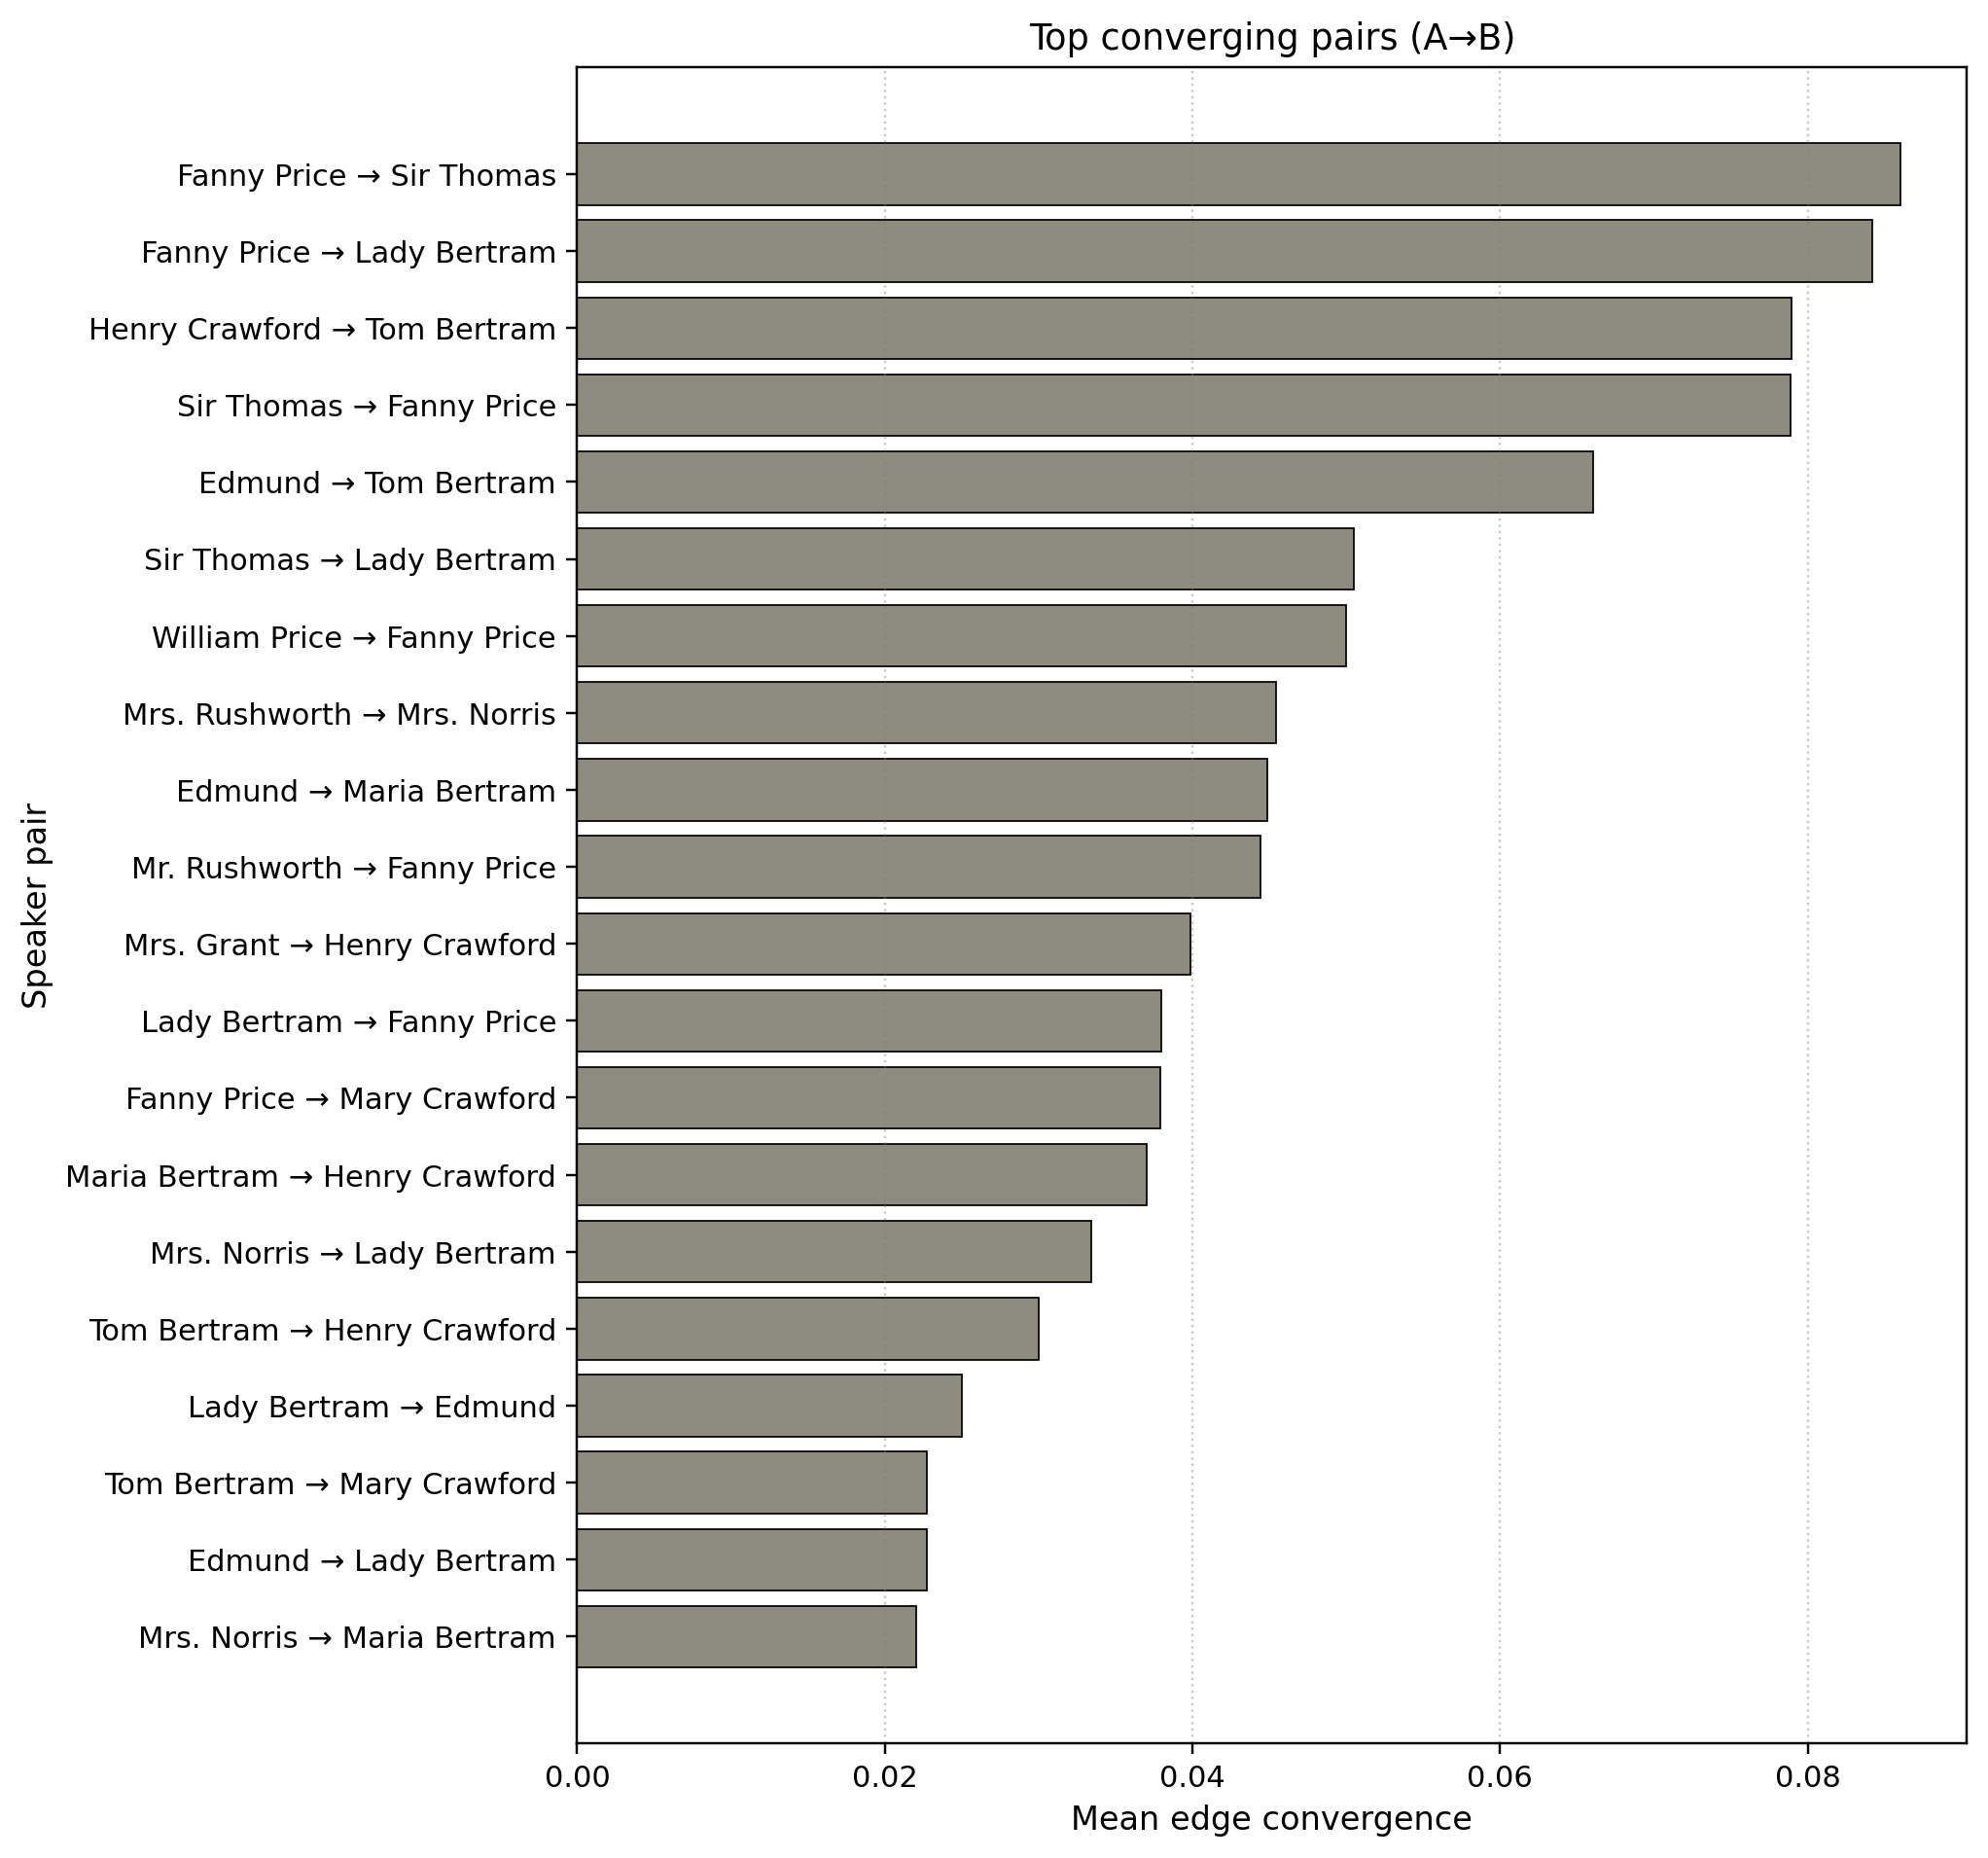 Top converging pairs (A→B)
Fanny Price → Sir Thomas
Fanny Price → Lady Bertram
Henry Crawford → Tom Bertram
Sir Thomas → Fanny Price
Edmund → Tom Bertram
Sir Thomas → Lady Bertram
William Price → Fanny Price
Mrs. Rushworth → Mrs. Norris
Edmund → Maria Bertram
Mr. Rushworth → Fanny Price
Mrs. Grant → Henry Crawford
Lady Bertram → Fanny Price
Fanny Price → Mary Crawford
Maria Bertram → Henry Crawford
Mrs. Norris → Lady Bertram
Tom Bertram → Henry Crawford
Lady Bertram → Edmund
Tom Bertram → Mary Crawford
Edmund → Lady Bertram
Mrs. Norris → Maria Bertram
Speaker pair
0.00 0.02 0.04 0.06 0.08
Mean edge convergence